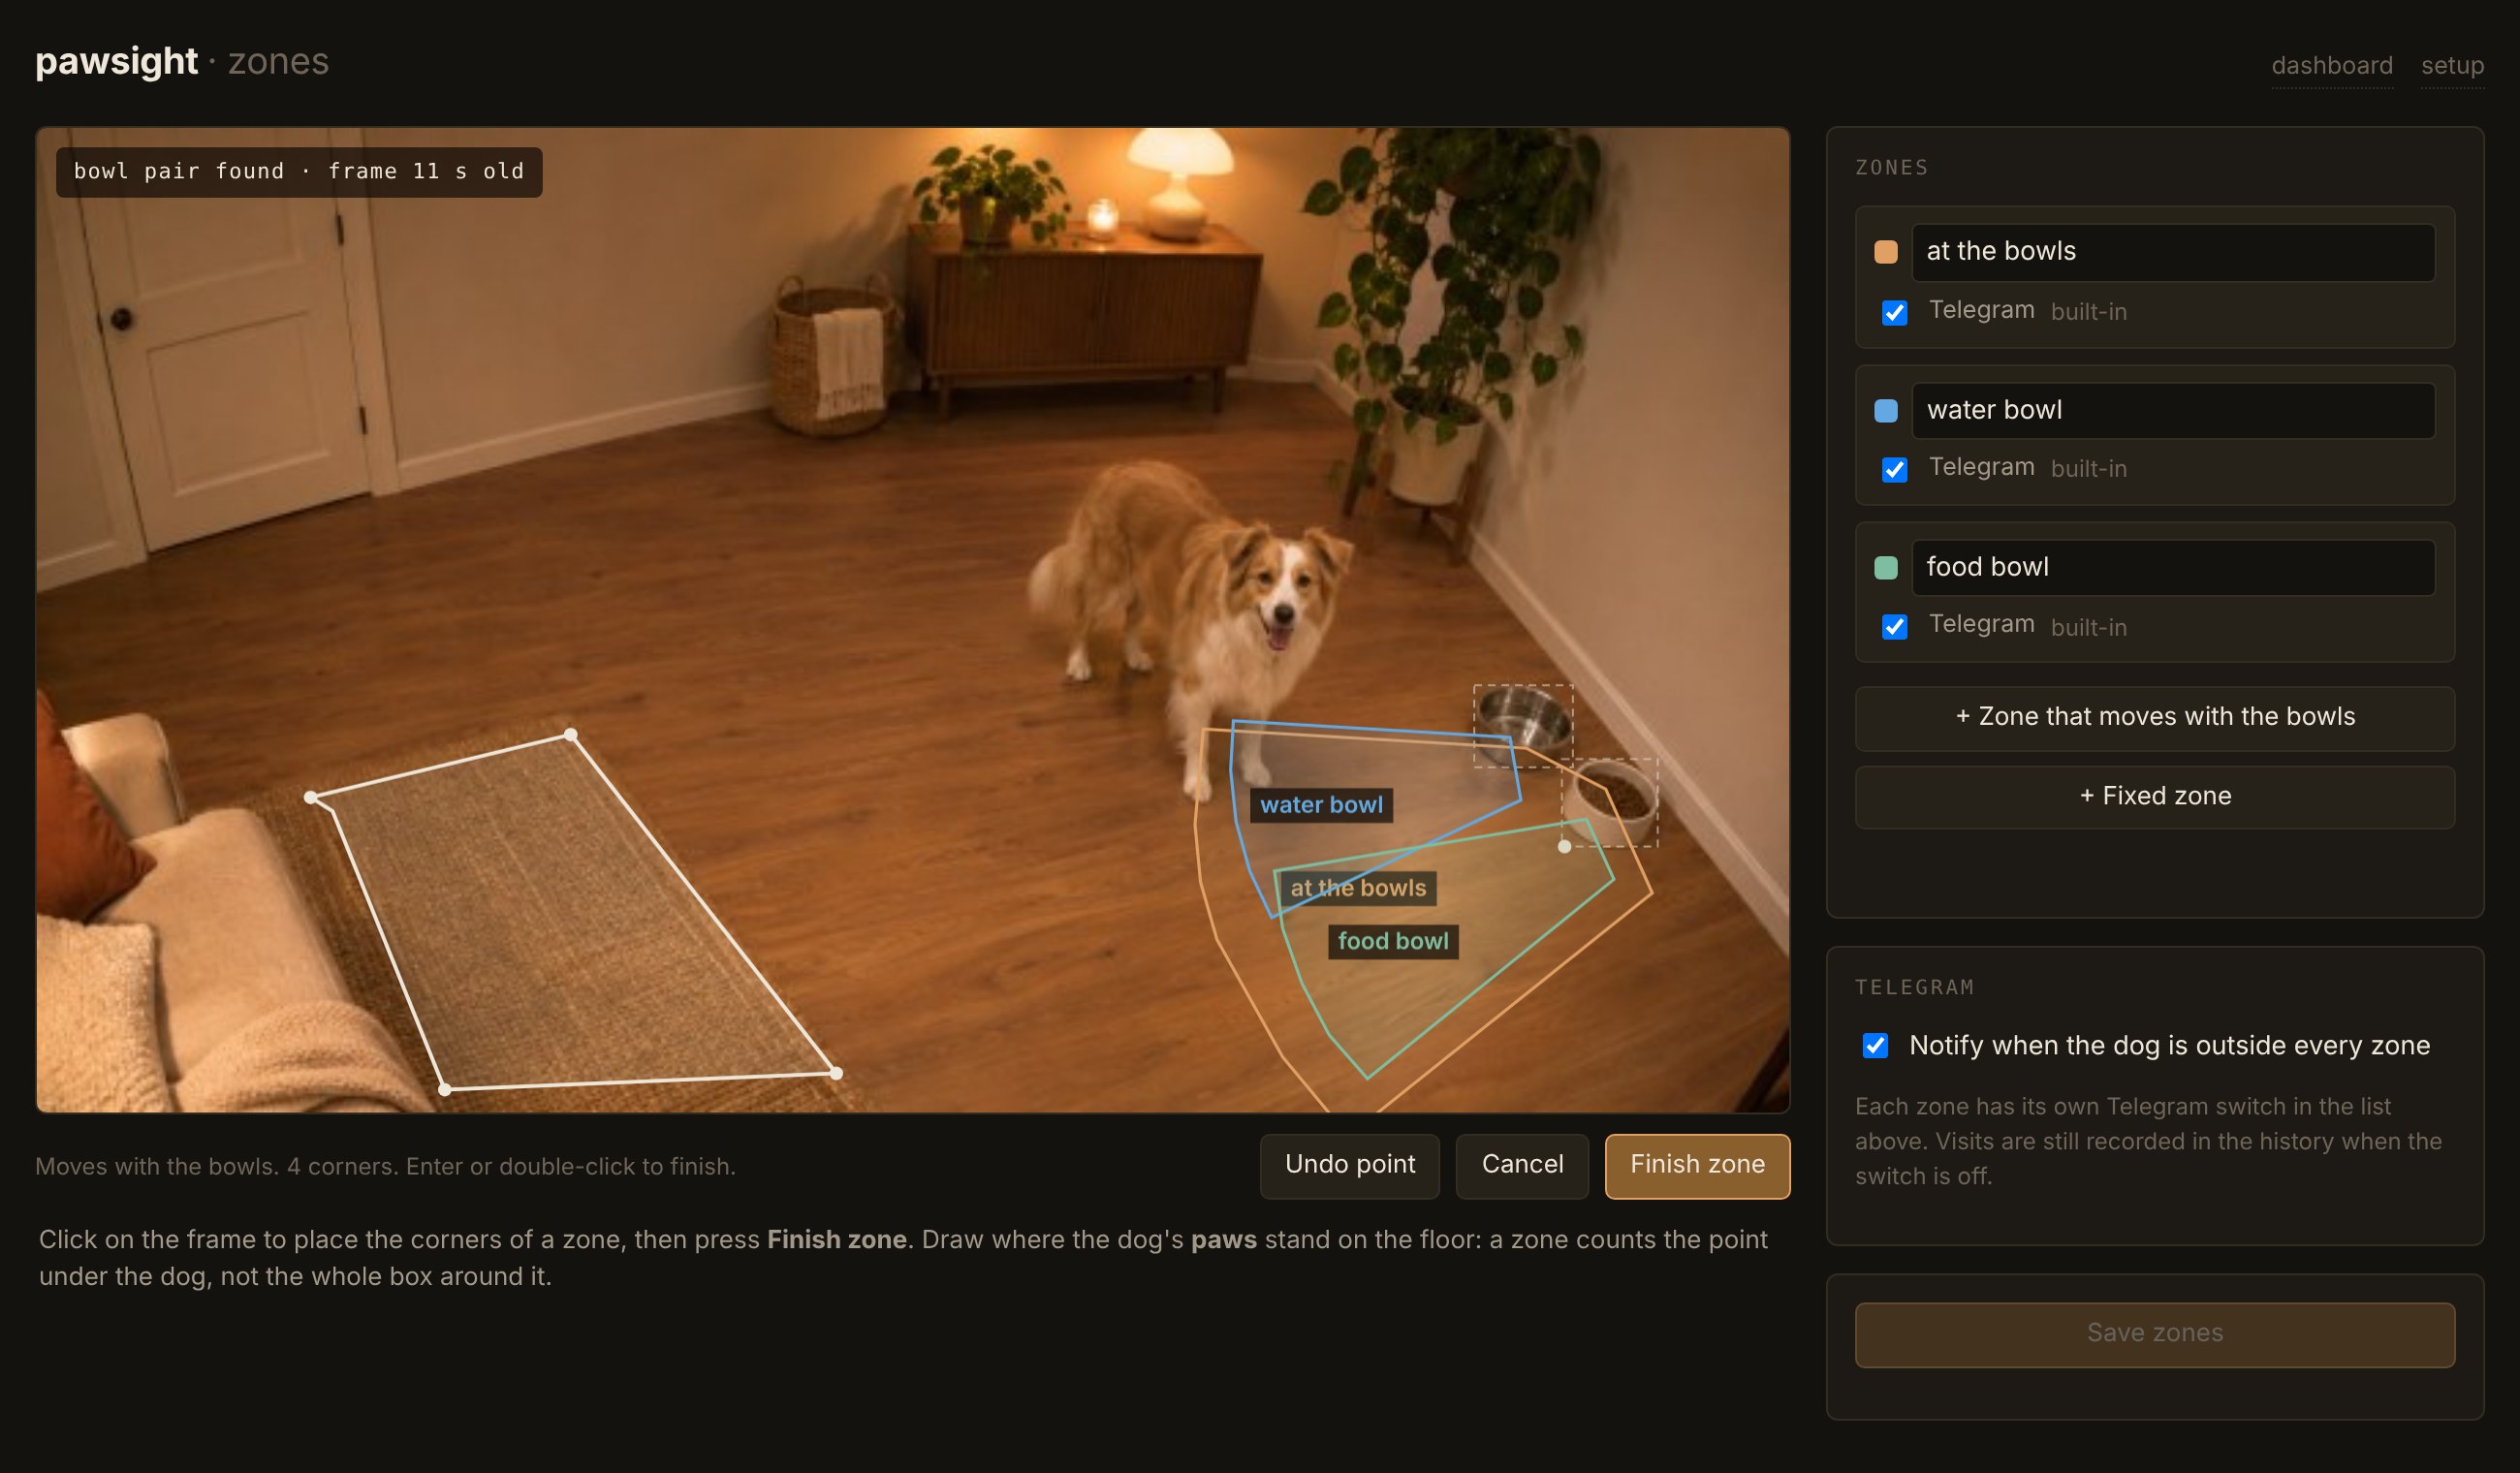 pawsight · zones
dashboard setup
bowl pair found · frame 11 s old
water bowl
at the bowls
food bowl
Moves with the bowls. 4 corners. Enter or double-click to finish.
Undo point
Cancel
Finish zone
Click on the frame to place the corners of a zone, then press Finish zone. Draw where the dog's paws stand on the floor: a zone counts the point
under the dog, not the whole box around it.
ZONES
at the bowls
Telegram built-in
water bowl
Telegram built-in
food bowl
Telegram built-in
+ Zone that moves with the bowls
+ Fixed zone
TELEGRAM
Notify when the dog is outside every zone
Each zone has its own Telegram switch in the list
above. Visits are still recorded in the history when the
switch is off.
Save zones